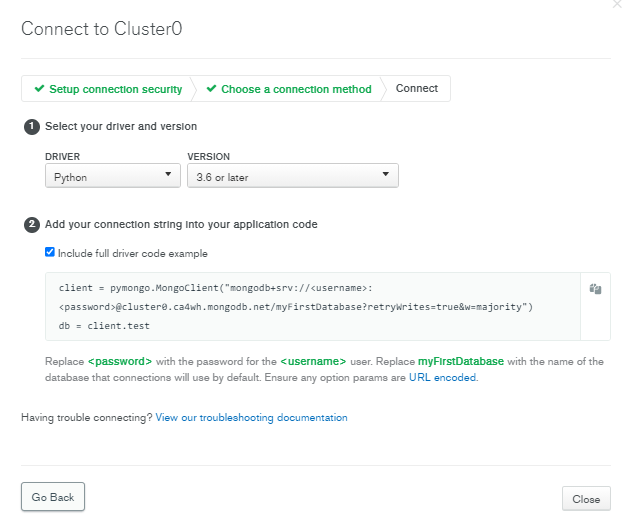 Connect to Cluster0
Setup connection security
Choose a connection method
Connect
1 Select your driver and version
DRIVER
VERSION
Python
3.6 or later
2 Add your connection string into your application code
Include full driver code example
client = pymongo.MongoClient("mongodb+srv://<username>:
<password>@cluster0.ca4wh.mongodb.net/myFirstDatabase?retryWrites=true&w=majority")
db = client.test
Replace <password> with the password for the <username> user. Replace myFirstDatabase with the name of the
database that connections will use by default. Ensure any option params are URL encoded.
Having trouble connecting? View our troubleshooting documentation
Go Back
Close